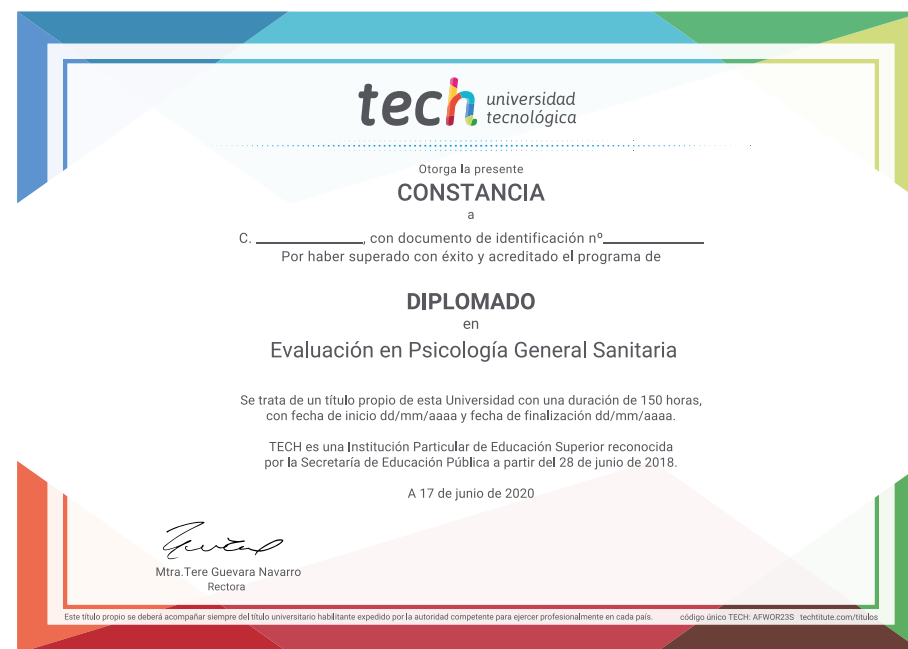 tech universidad
tecnológica
Otorga la presente
CONSTANCIA
a
C. ____________, con documento de identificación nº____________
Por haber superado con éxito y acreditado el programa de
DIPLOMADO
en
Evaluación en Psicología General Sanitaria
Se trata de un título propio de esta Universidad con una duración de 150 horas,
con fecha de inicio dd/mm/aaaa y fecha de finalización dd/mm/aaaa.
TECH es una Institución Particular de Educación Superior reconocida
por la Secretaría de Educación Pública a partir del 28 de junio de 2018.
A 17 de junio de 2020
Mtra.Tere Guevara Navarro
Rectora
Este título propio se deberá acompañar siempre del título universitario habilitante expedido por la autoridad competente para ejercer profesionalmente en cada país. código único TECH: AFWOR23S techtitute.com/titulos